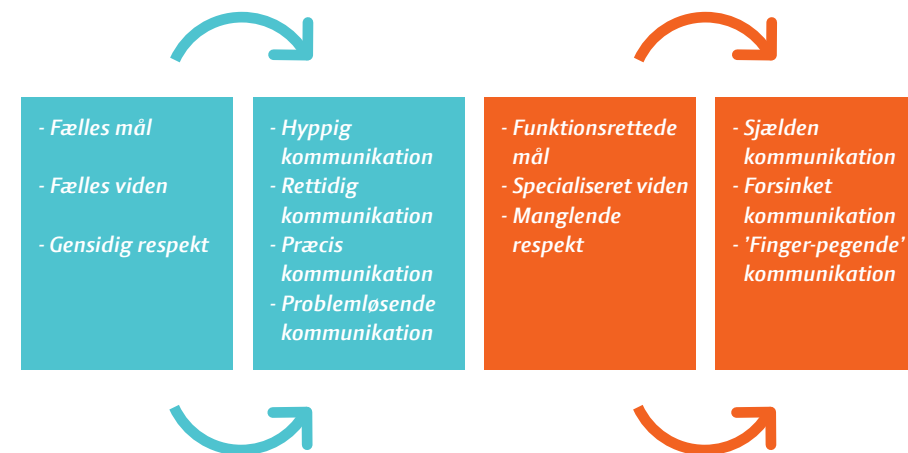 - Fælles mål
- Fælles viden
- Gensidig respekt
- Hyppig
kommunikation
- Rettidig
kommunikation
- Præcis
kommunikation
- Problemløsende
kommunikation
- Funktionsrettede
mål
- Specialiseret viden
- Manglende
respekt
- Sjælden
kommunikation
- Forsinket
kommunikation
- ’Finger-pegende’
kommunikation